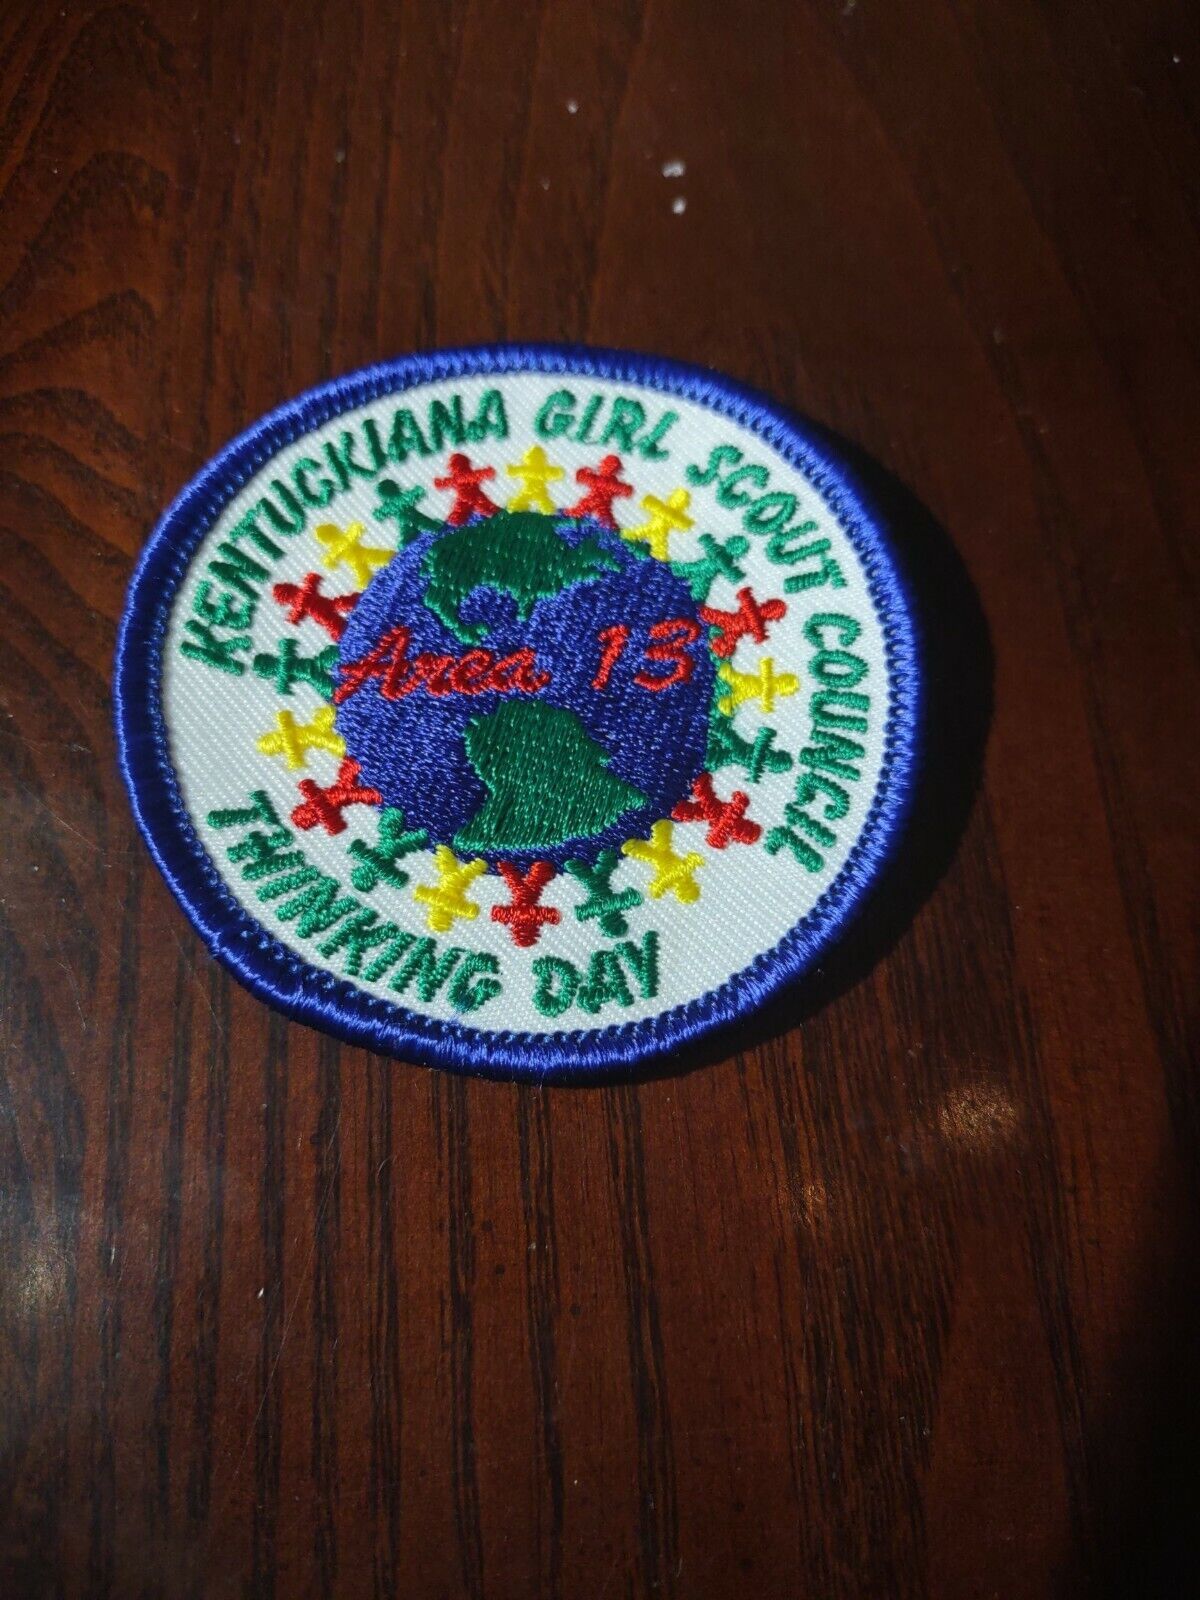 KENTUCKIANA GIRL SCOUT COUNCIL
Area 13
THINKING DAY